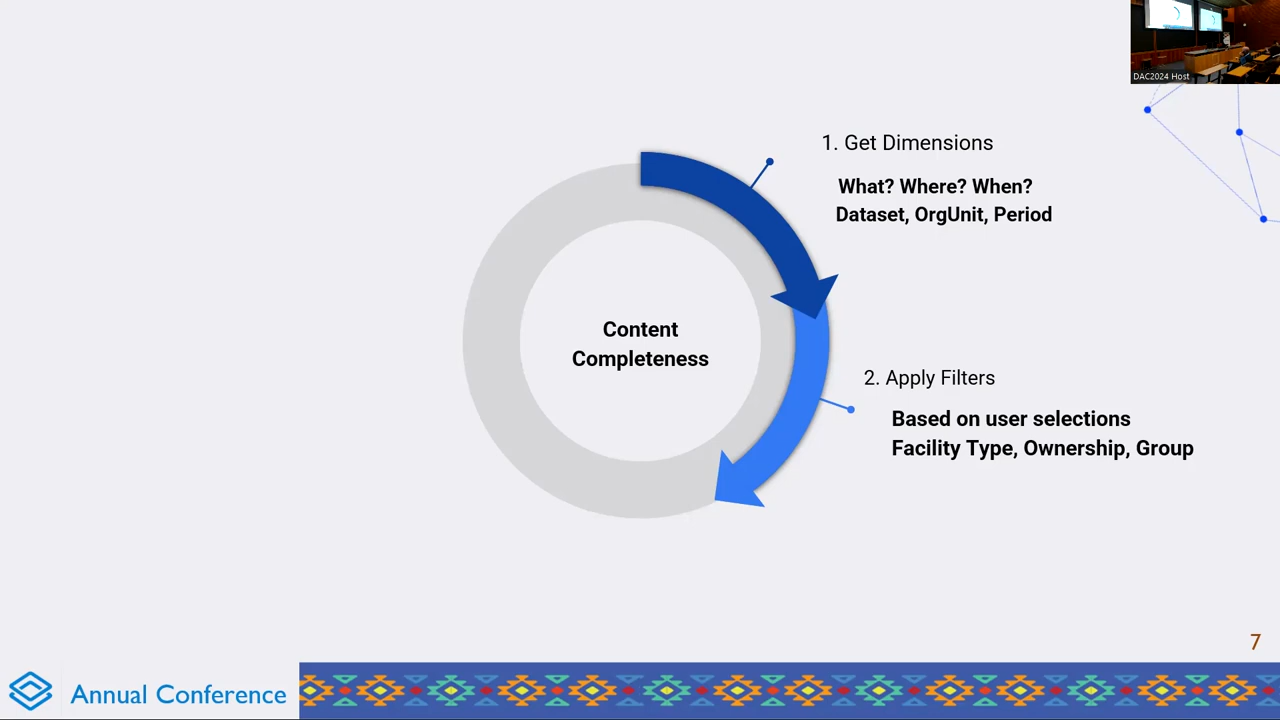 DAC2024 Host
1. Get Dimensions
What? Where? When?
Dataset, OrgUnit, Period
Content
Completeness
2. Apply Filters
Based on user selections
Facility Type, Ownership, Group
7
Annual Conference